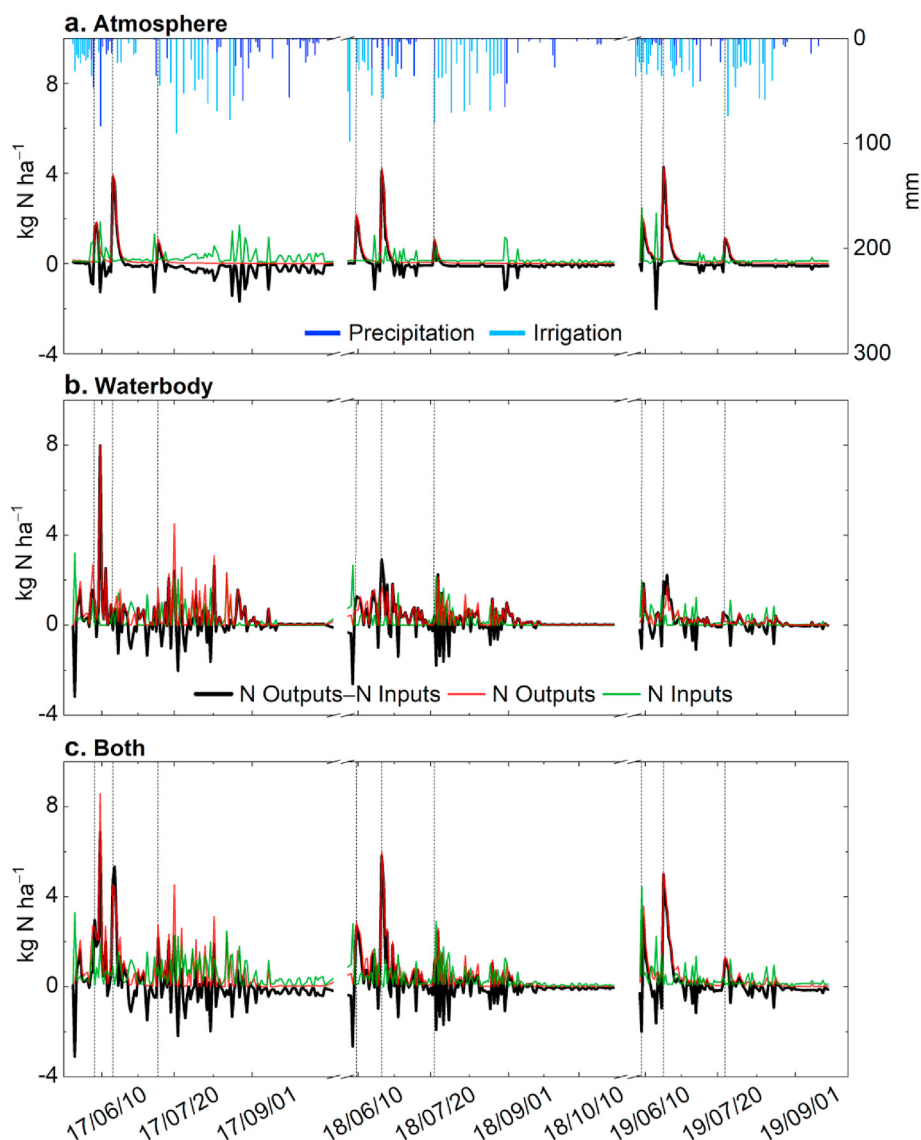 a. Atmosphere
8
4
0
-4
kg N ha⁻¹
0
100
200
300
mm
Precipitation Irrigation
b. Waterbody
8
4
0
-4
kg N ha⁻¹
N Outputs–N Inputs N Outputs N Inputs
c. Both
8
4
0
-4
kg N ha⁻¹
17/06/10 17/07/20 17/09/01 18/06/10 18/07/20 18/09/01 18/10/10 19/06/10 19/07/20 19/09/01